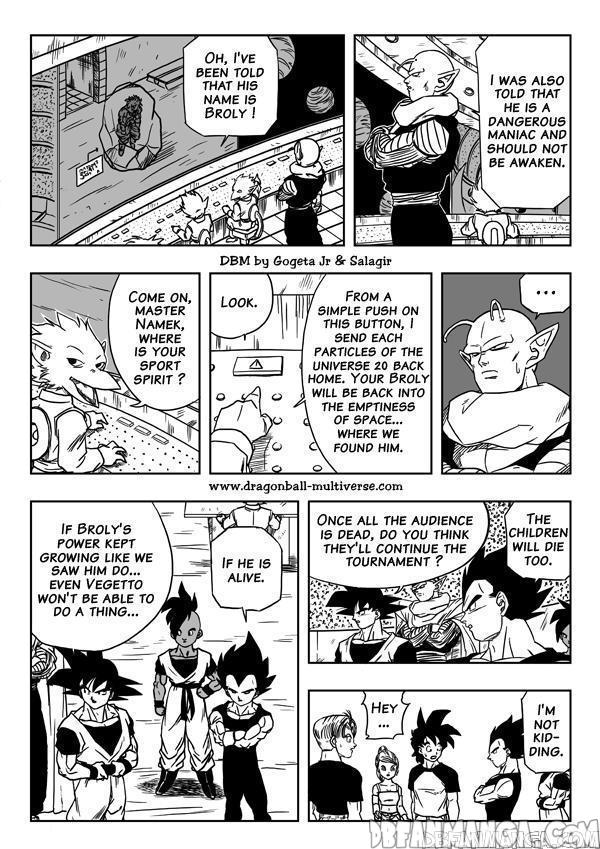 OH, I'VE
BEEN TOLD
THAT HIS
NAME IS
BROLY !
I WAS ALSO
TOLD THAT
HE IS A
DANGEROUS
MANIAC AND
SHOULD NOT
BE AWAKEN.
DBM by Gogeta Jr & Salagir
COME ON,
MASTER
NAMEK,
WHERE IS
YOUR SPORT
SPIRIT ?
LOOK.
FROM A
SIMPLE PUSH
ON THIS
BUTTON, I
SEND EACH
PARTICLES OF
THE UNIVERSE
20 BACK
HOME. YOUR BROLY
WILL BE BACK INTO
THE EMPTINESS
OF SPACE...
WHERE WE
FOUND HIM.
...
www.dragonball-multiverse.com
IF BROLY'S
POWER KEPT
GROWING LIKE WE
SAW HIM DO...
EVEN VEGETTO
WON'T BE ABLE TO
DO A THING...
IF HE IS
ALIVE.
ONCE ALL THE AUDIENCE
IS DEAD, DO YOU THINK
THEY'LL CONTINUE THE
TOURNAMENT ?
THE
CHILDREN
WILL DIE
TOO.
HEY
...
I'M
NOT
KID-
DING.
DBFANMANGA.COM